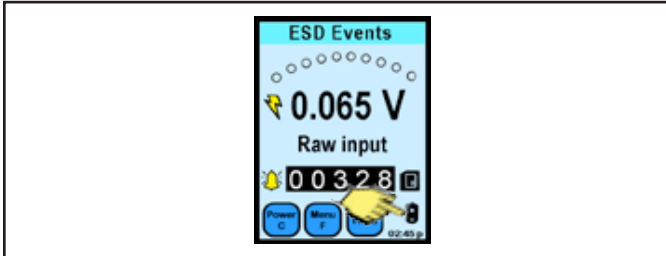 ESD Events
0.065 V
Raw input
00328
Power Menu
C F
02:45 p